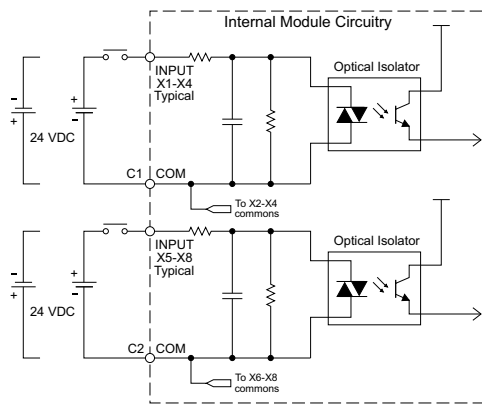 Internal Module Circuitry
INPUT
X1-X4
Typical
Optical Isolator
-
+
+
-
24 VDC
C1
COM
To X2-X4
commons
INPUT
X5-X8
Typical
Optical Isolator
-
+
+
-
24 VDC
C2
COM
To X6-X8
commons